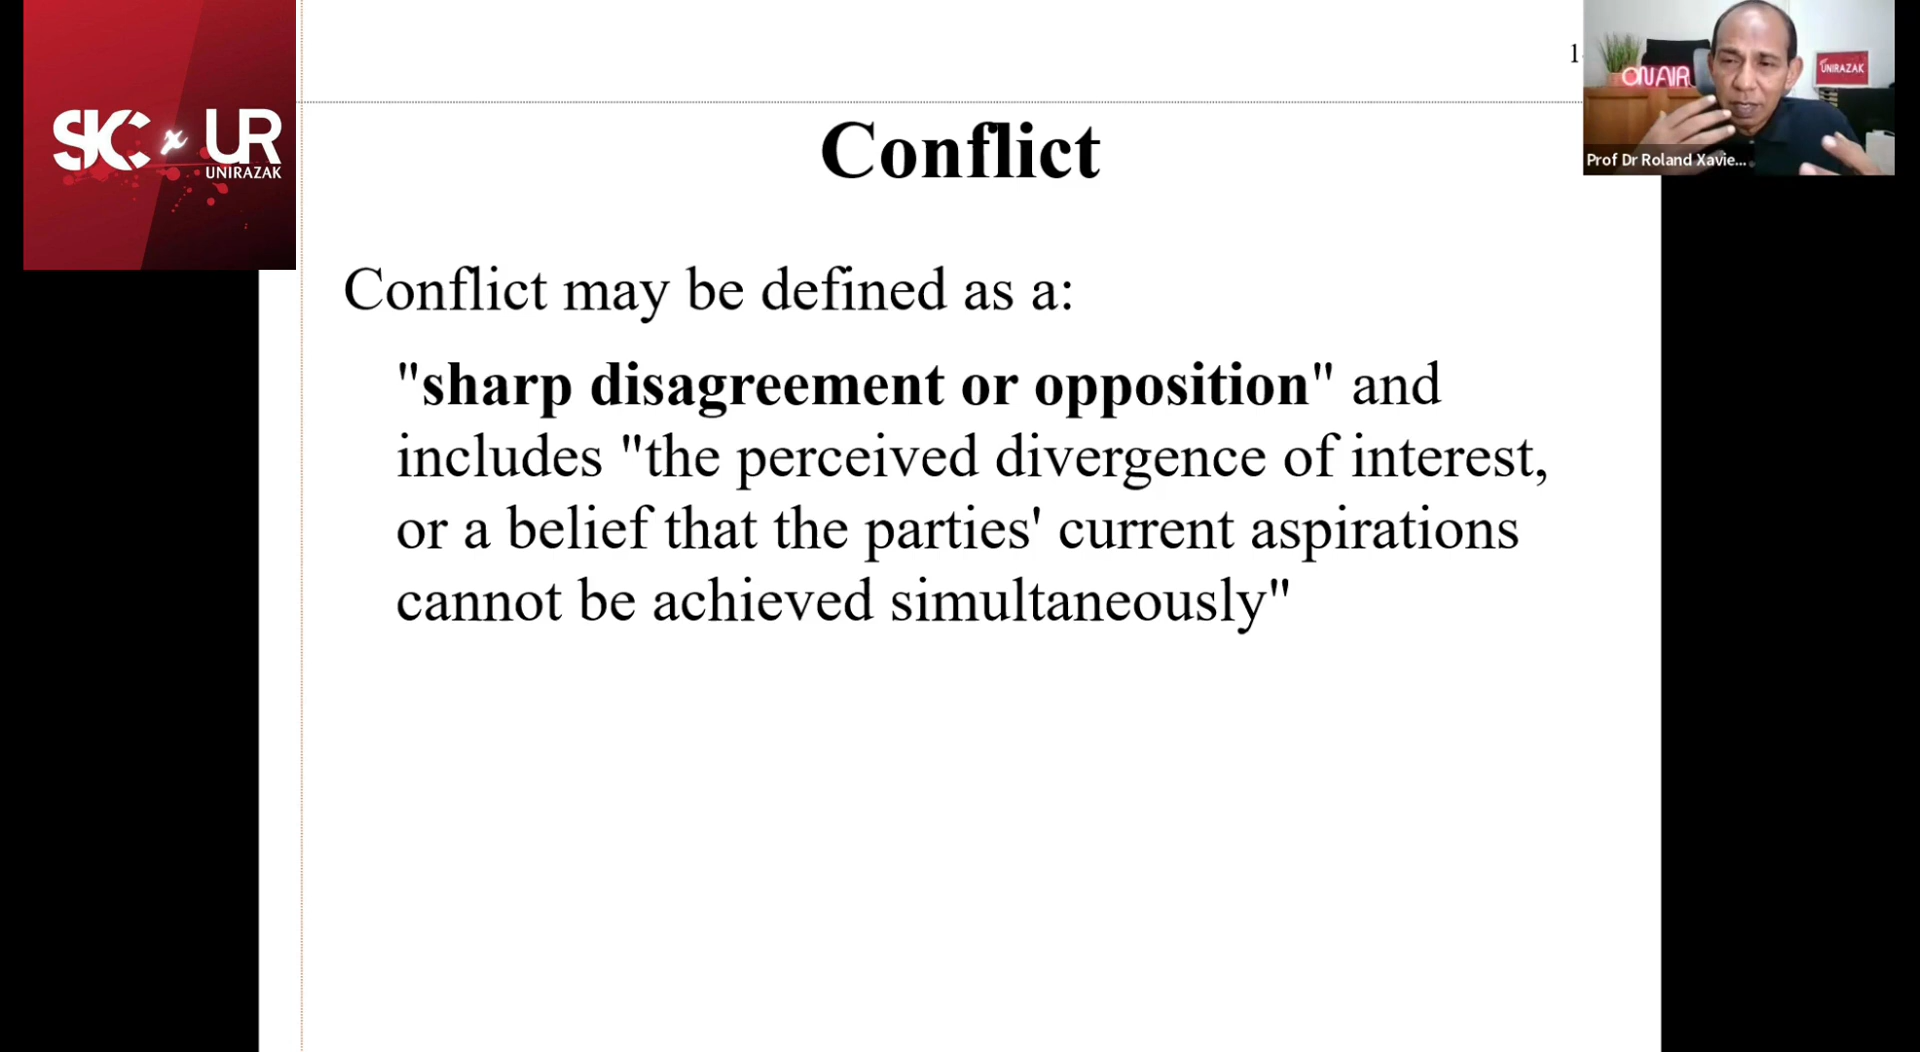 SIC x UR
UNIRAZAK
ON AIR
UNIRAZAK
Prof Dr Roland Xavie...
Conflict
Conflict may be defined as a:
"sharp disagreement or opposition" and
includes "the perceived divergence of interest,
or a belief that the parties' current aspirations
cannot be achieved simultaneously"